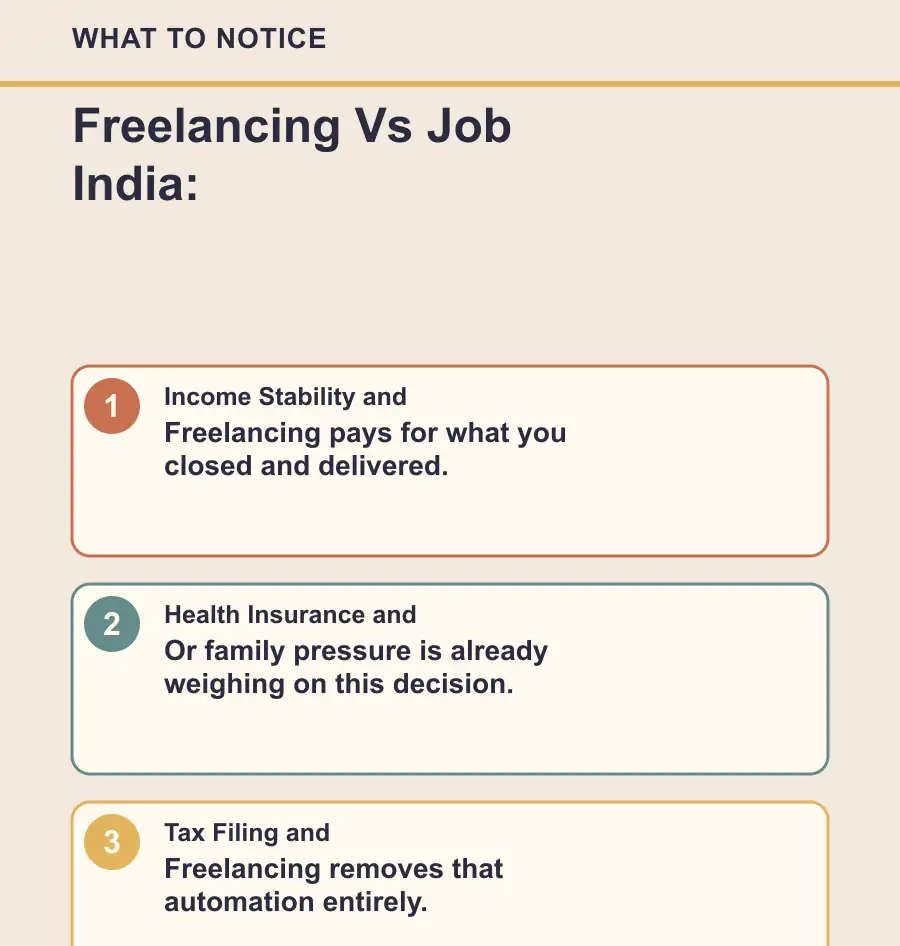 WHAT TO NOTICE
Freelancing Vs Job
India:
1
Income Stability and
Freelancing pays for what you
closed and delivered.
2
Health Insurance and
Or family pressure is already
weighing on this decision.
3
Tax Filing and
Freelancing removes that
automation entirely.